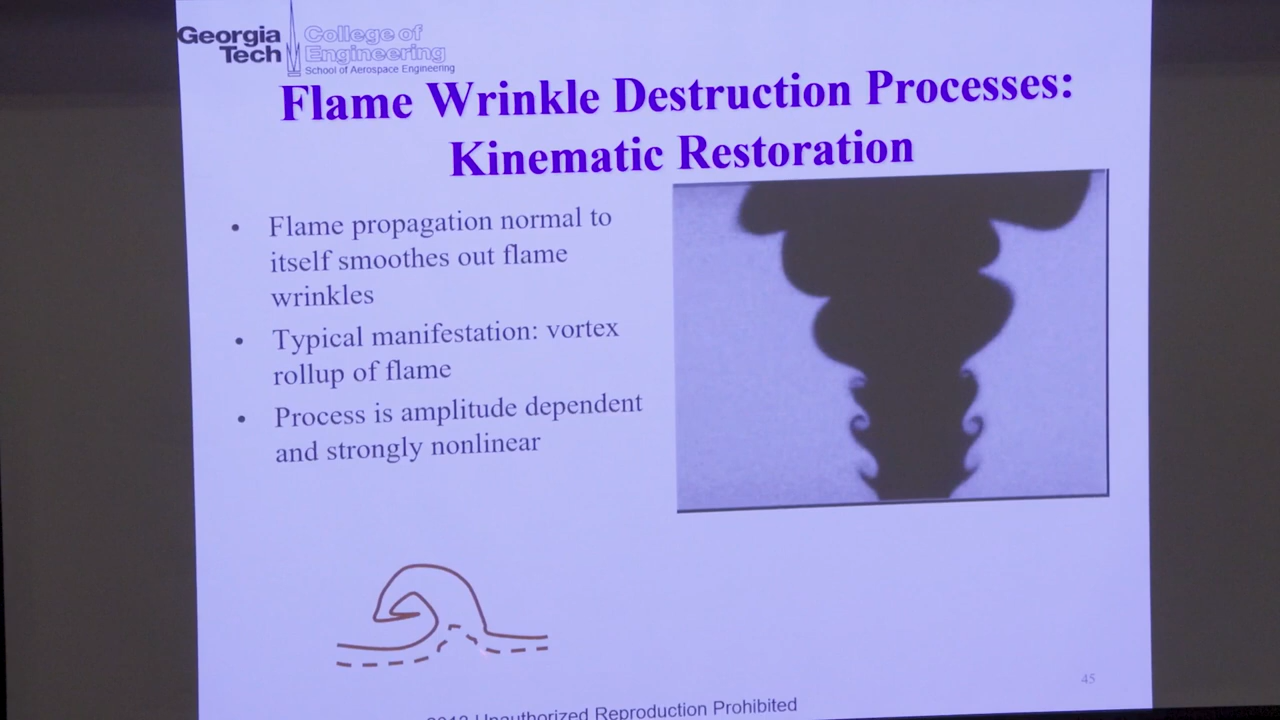 Georgia
Tech
College of
Engineering
School of Aerospace Engineering
Flame Wrinkle Destruction Processes:
Kinematic Restoration
• Flame propagation normal to
itself smoothes out flame
wrinkles
• Typical manifestation: vortex
rollup of flame
• Process is amplitude dependent
and strongly nonlinear
45
Unauthorized Reproduction Prohibited